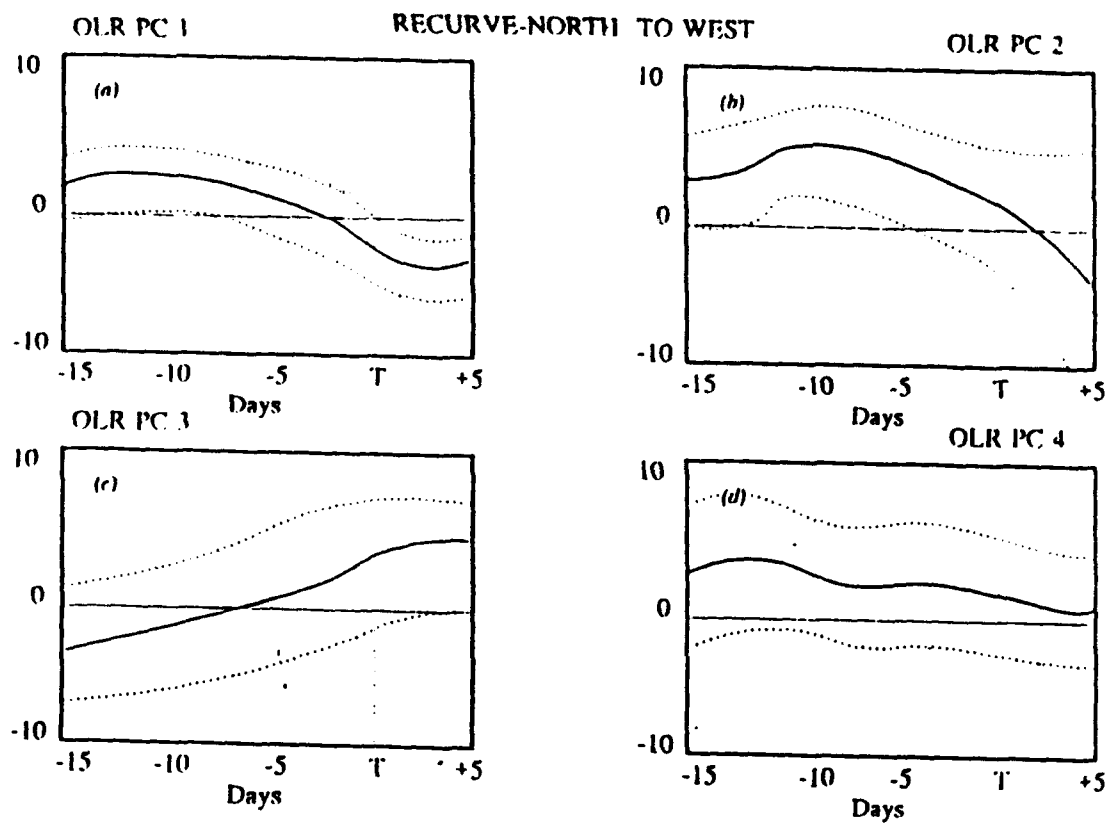 RECURVE-NORTH TO WEST
OLR PC 1
(a)
10
0
-10
-15 -10 -5 T +5
Days
OLR PC 2
(b)
10
0
-10
-15 -10 -5 T +5
Days
OLR PC 3
(c)
10
0
-10
-15 -10 -5 T +5
Days
OLR PC 4
(d)
10
0
-10
-15 -10 -5 T +5
Days